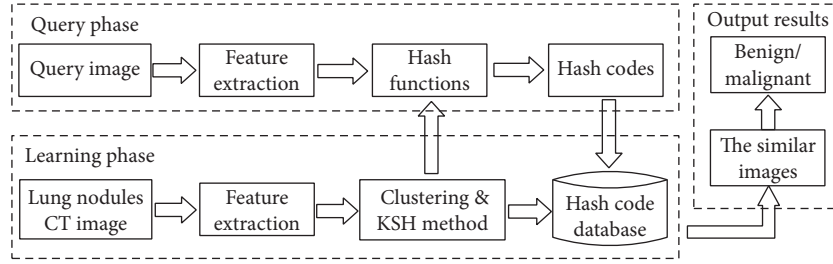 Query phase
Query image
Feature
extraction
Hash
functions
Hash codes
Learning phase
Lung nodules
CT image
Feature
extraction
Clustering &
KSH method
Hash code
database
Output results
Benign/
malignant
The similar
images